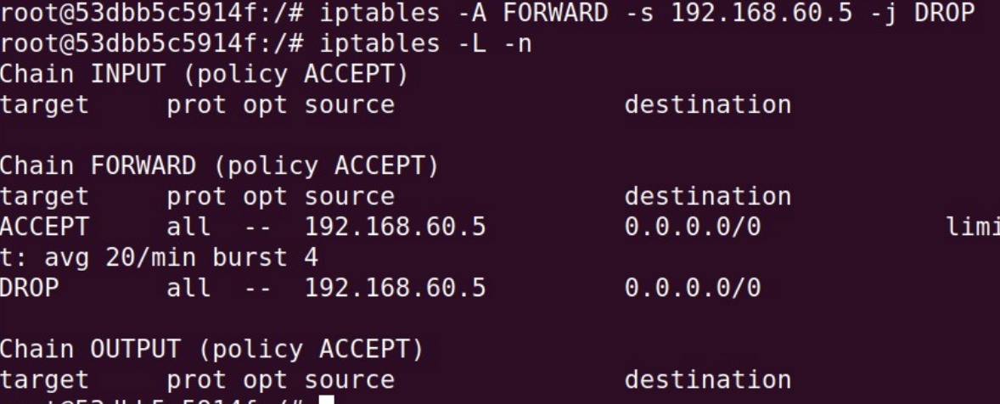 root@53dbb5c5914f:/# iptables -A FORWARD -s 192.168.60.5 -j DROP
root@53dbb5c5914f:/# iptables -L -n
Chain INPUT (policy ACCEPT)
target     prot opt source               destination
Chain FORWARD (policy ACCEPT)
target     prot opt source               destination
ACCEPT     all  --  192.168.60.5         0.0.0.0/0            limi
t: avg 20/min burst 4
DROP       all  --  192.168.60.5         0.0.0.0/0
Chain OUTPUT (policy ACCEPT)
target     prot opt source               destination
root@53dbb5c5914f:/#